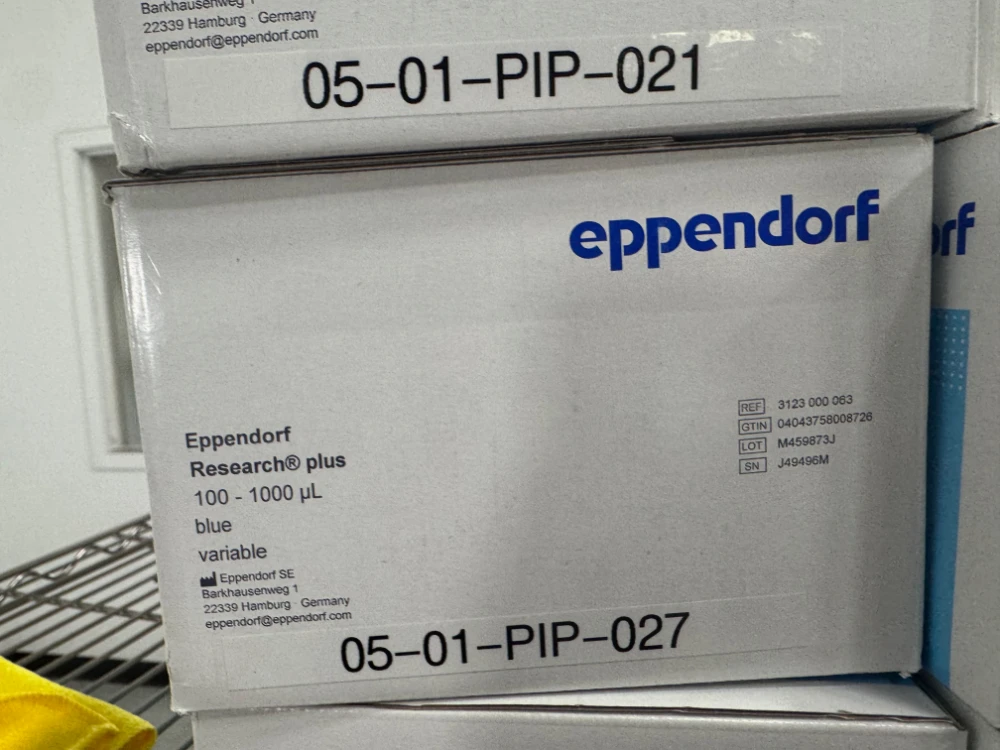 Barkhausenweg 1
22339 Hamburg · Germany
eppendorf@eppendorf.com
05-01-PIP-021
eppendorf
Eppendorf
Research® plus
100 - 1000 µL
blue
variable
Eppendorf SE
Barkhausenweg 1
22339 Hamburg · Germany
eppendorf@eppendorf.com
REF 3123 000 063
GTIN 04043758008726
LOT M459873J
SN J49496M
05-01-PIP-027
orf